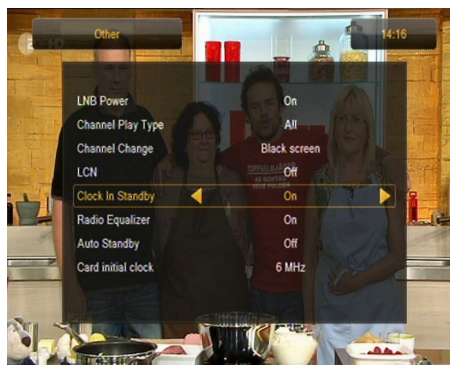 Other
14:16
HD
LNB Power On
Channel Play Type All
Channel Change Black screen
LCN Off
Clock In Standby On
Radio Equalizer On
Auto Standby Off
Card initial clock 6 MHz